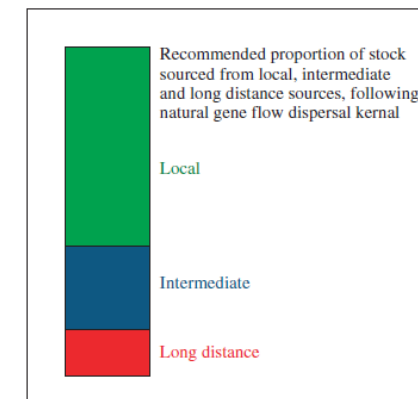 Recommended proportion of stock
sourced from local, intermediate
and long distance sources, following
natural gene flow dispersal kernal
Local
Intermediate
Long distance